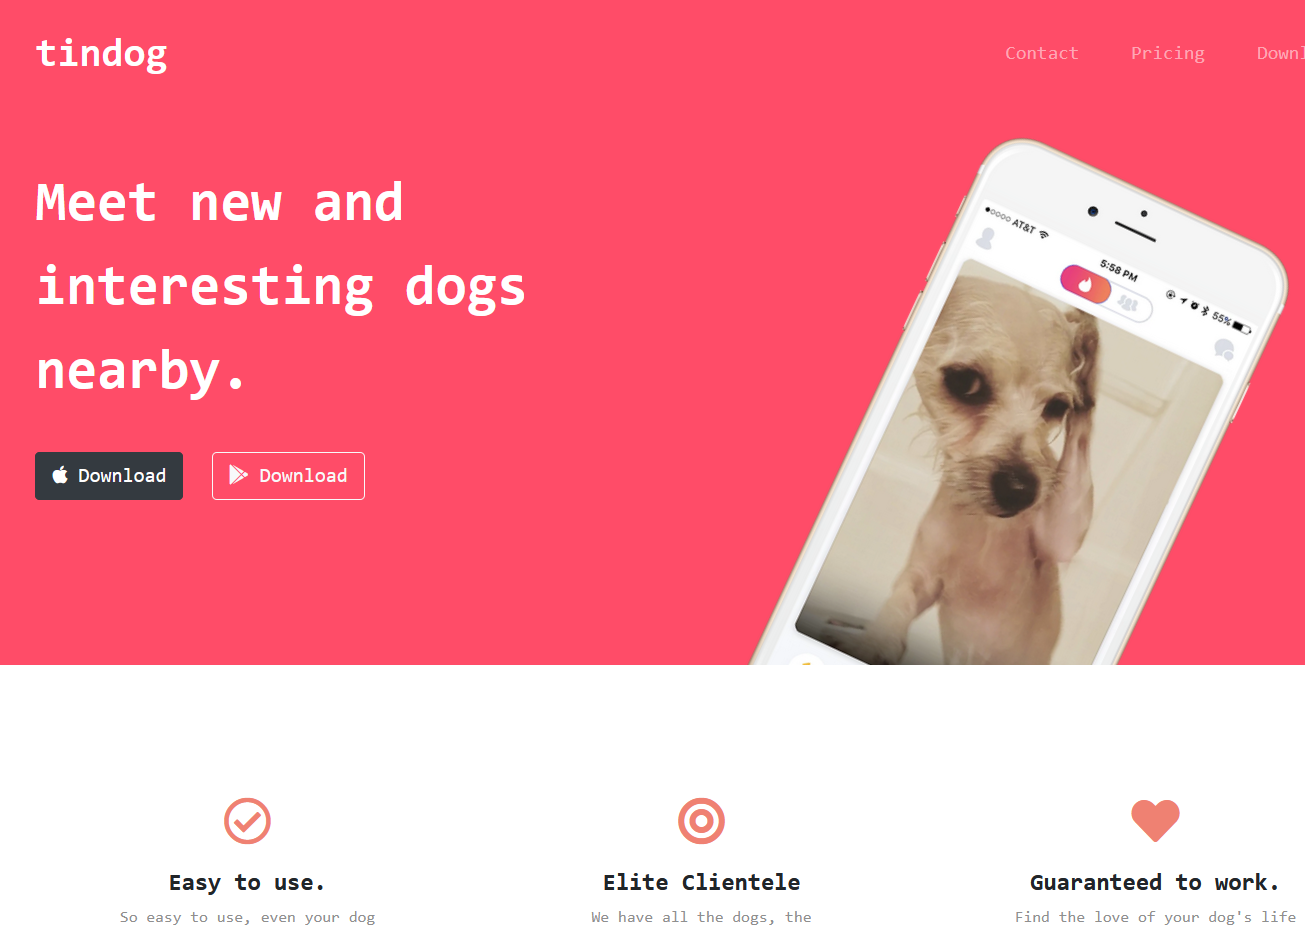 tindog
Contact Pricing Downl
Meet new and
interesting dogs
nearby.
Download Download
AT&T
5:58 PM
55%
Easy to use. Elite Clientele Guaranteed to work.
So easy to use, even your dog We have all the dogs, the Find the love of your dog's life